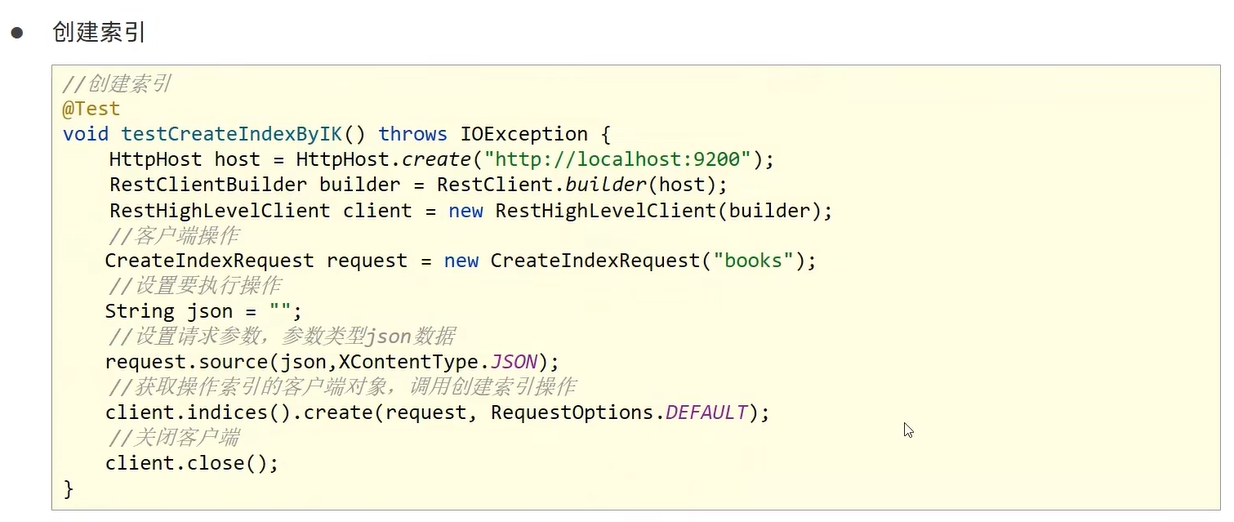 ● 创建索引
//创建索引
@Test
void testCreateIndexByIK() throws IOException {
    HttpHost host = HttpHost.create("http://localhost:9200");
    RestClientBuilder builder = RestClient.builder(host);
    RestHighLevelClient client = new RestHighLevelClient(builder);
    //客户端操作
    CreateIndexRequest request = new CreateIndexRequest("books");
    //设置要执行操作
    String json = "";
    //设置请求参数，参数类型json数据
    request.source(json,XContentType.JSON);
    //获取操作索引的客户端对象，调用创建索引操作
    client.indices().create(request, RequestOptions.DEFAULT);
    //关闭客户端
    client.close();
}